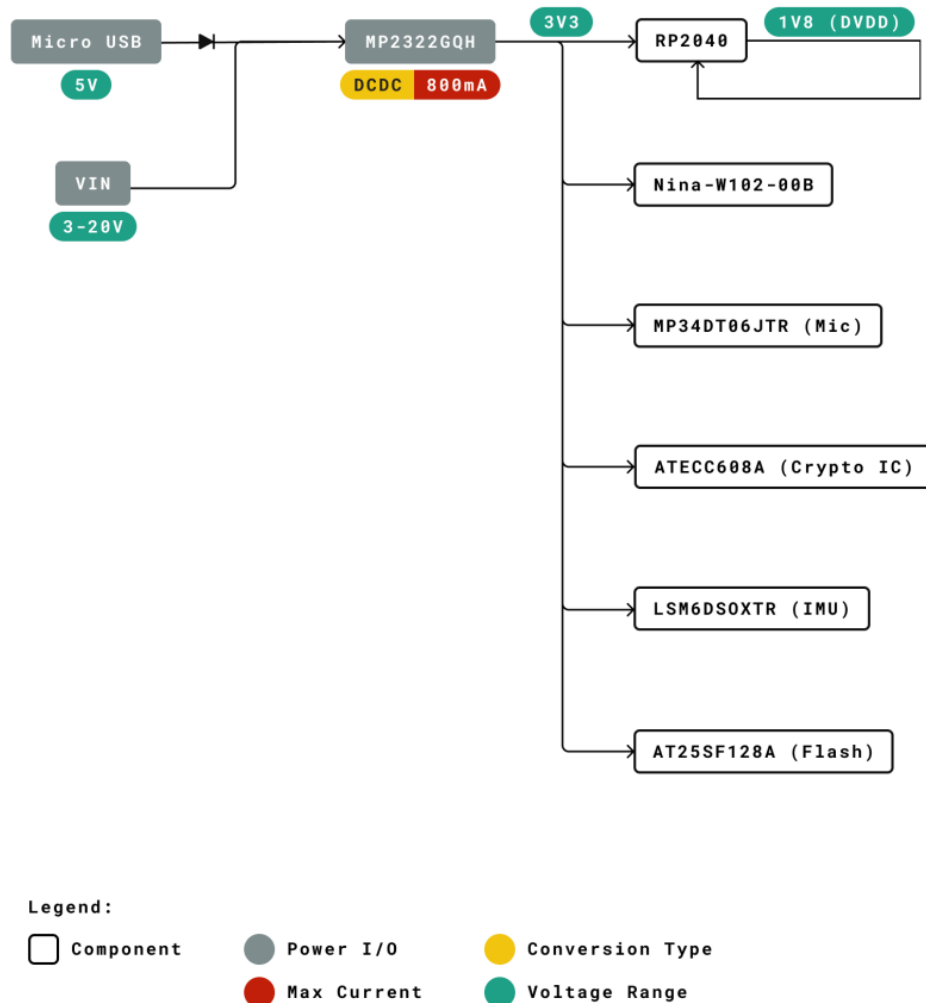 Micro USB
5V
VIN
3-20V
MP2322GQH
DCDC 800mA
3V3
RP2040
1V8 (DVDD)
Nina-W102-00B
MP34DT06JTR (Mic)
ATECC608A (Crypto IC)
LSM6DSOXTR (IMU)
AT25SF128A (Flash)
Legend:
Component
Power I/O
Conversion Type
Max Current
Voltage Range